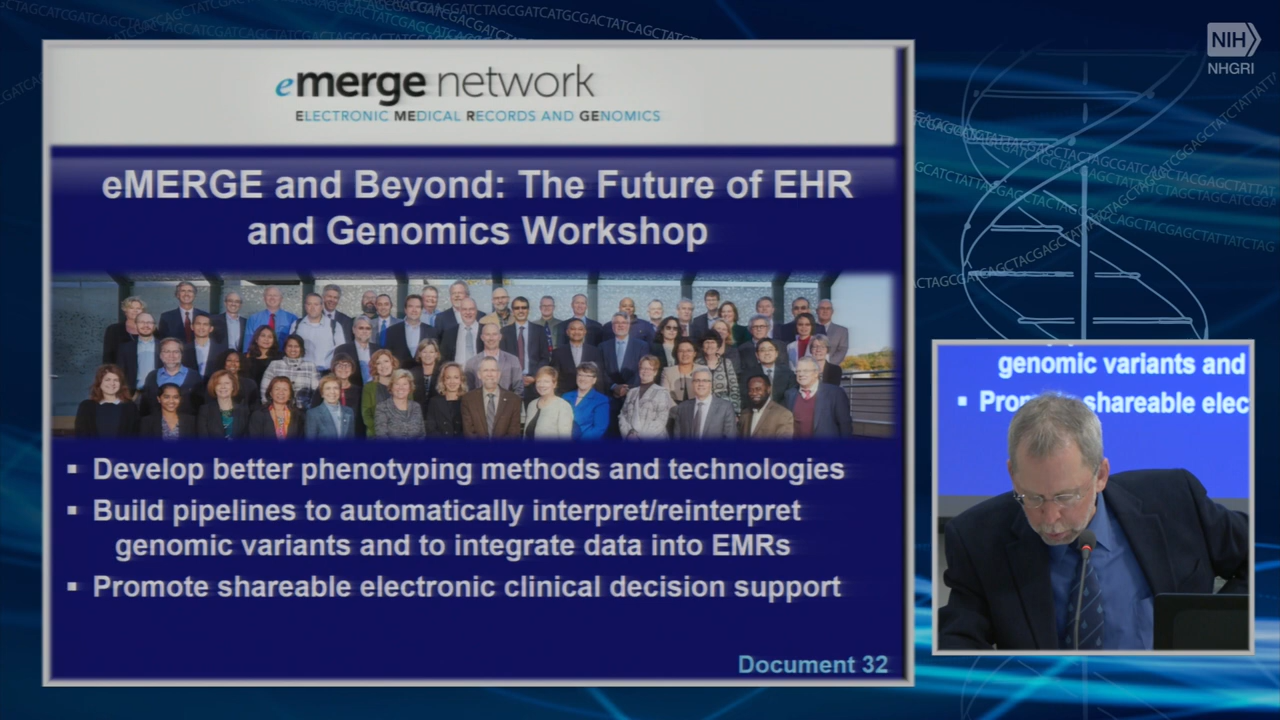 NIH
NHGRI
emerge network
ELECTRONIC MEDICAL RECORDS AND GENOMICS
eMERGE and Beyond: The Future of EHR
and Genomics Workshop
▪ Develop better phenotyping methods and technologies
▪ Build pipelines to automatically interpret/reinterpret
genomic variants and to integrate data into EMRs
▪ Promote shareable electronic clinical decision support
Document 32
genomic variants and
▪ shareable elec